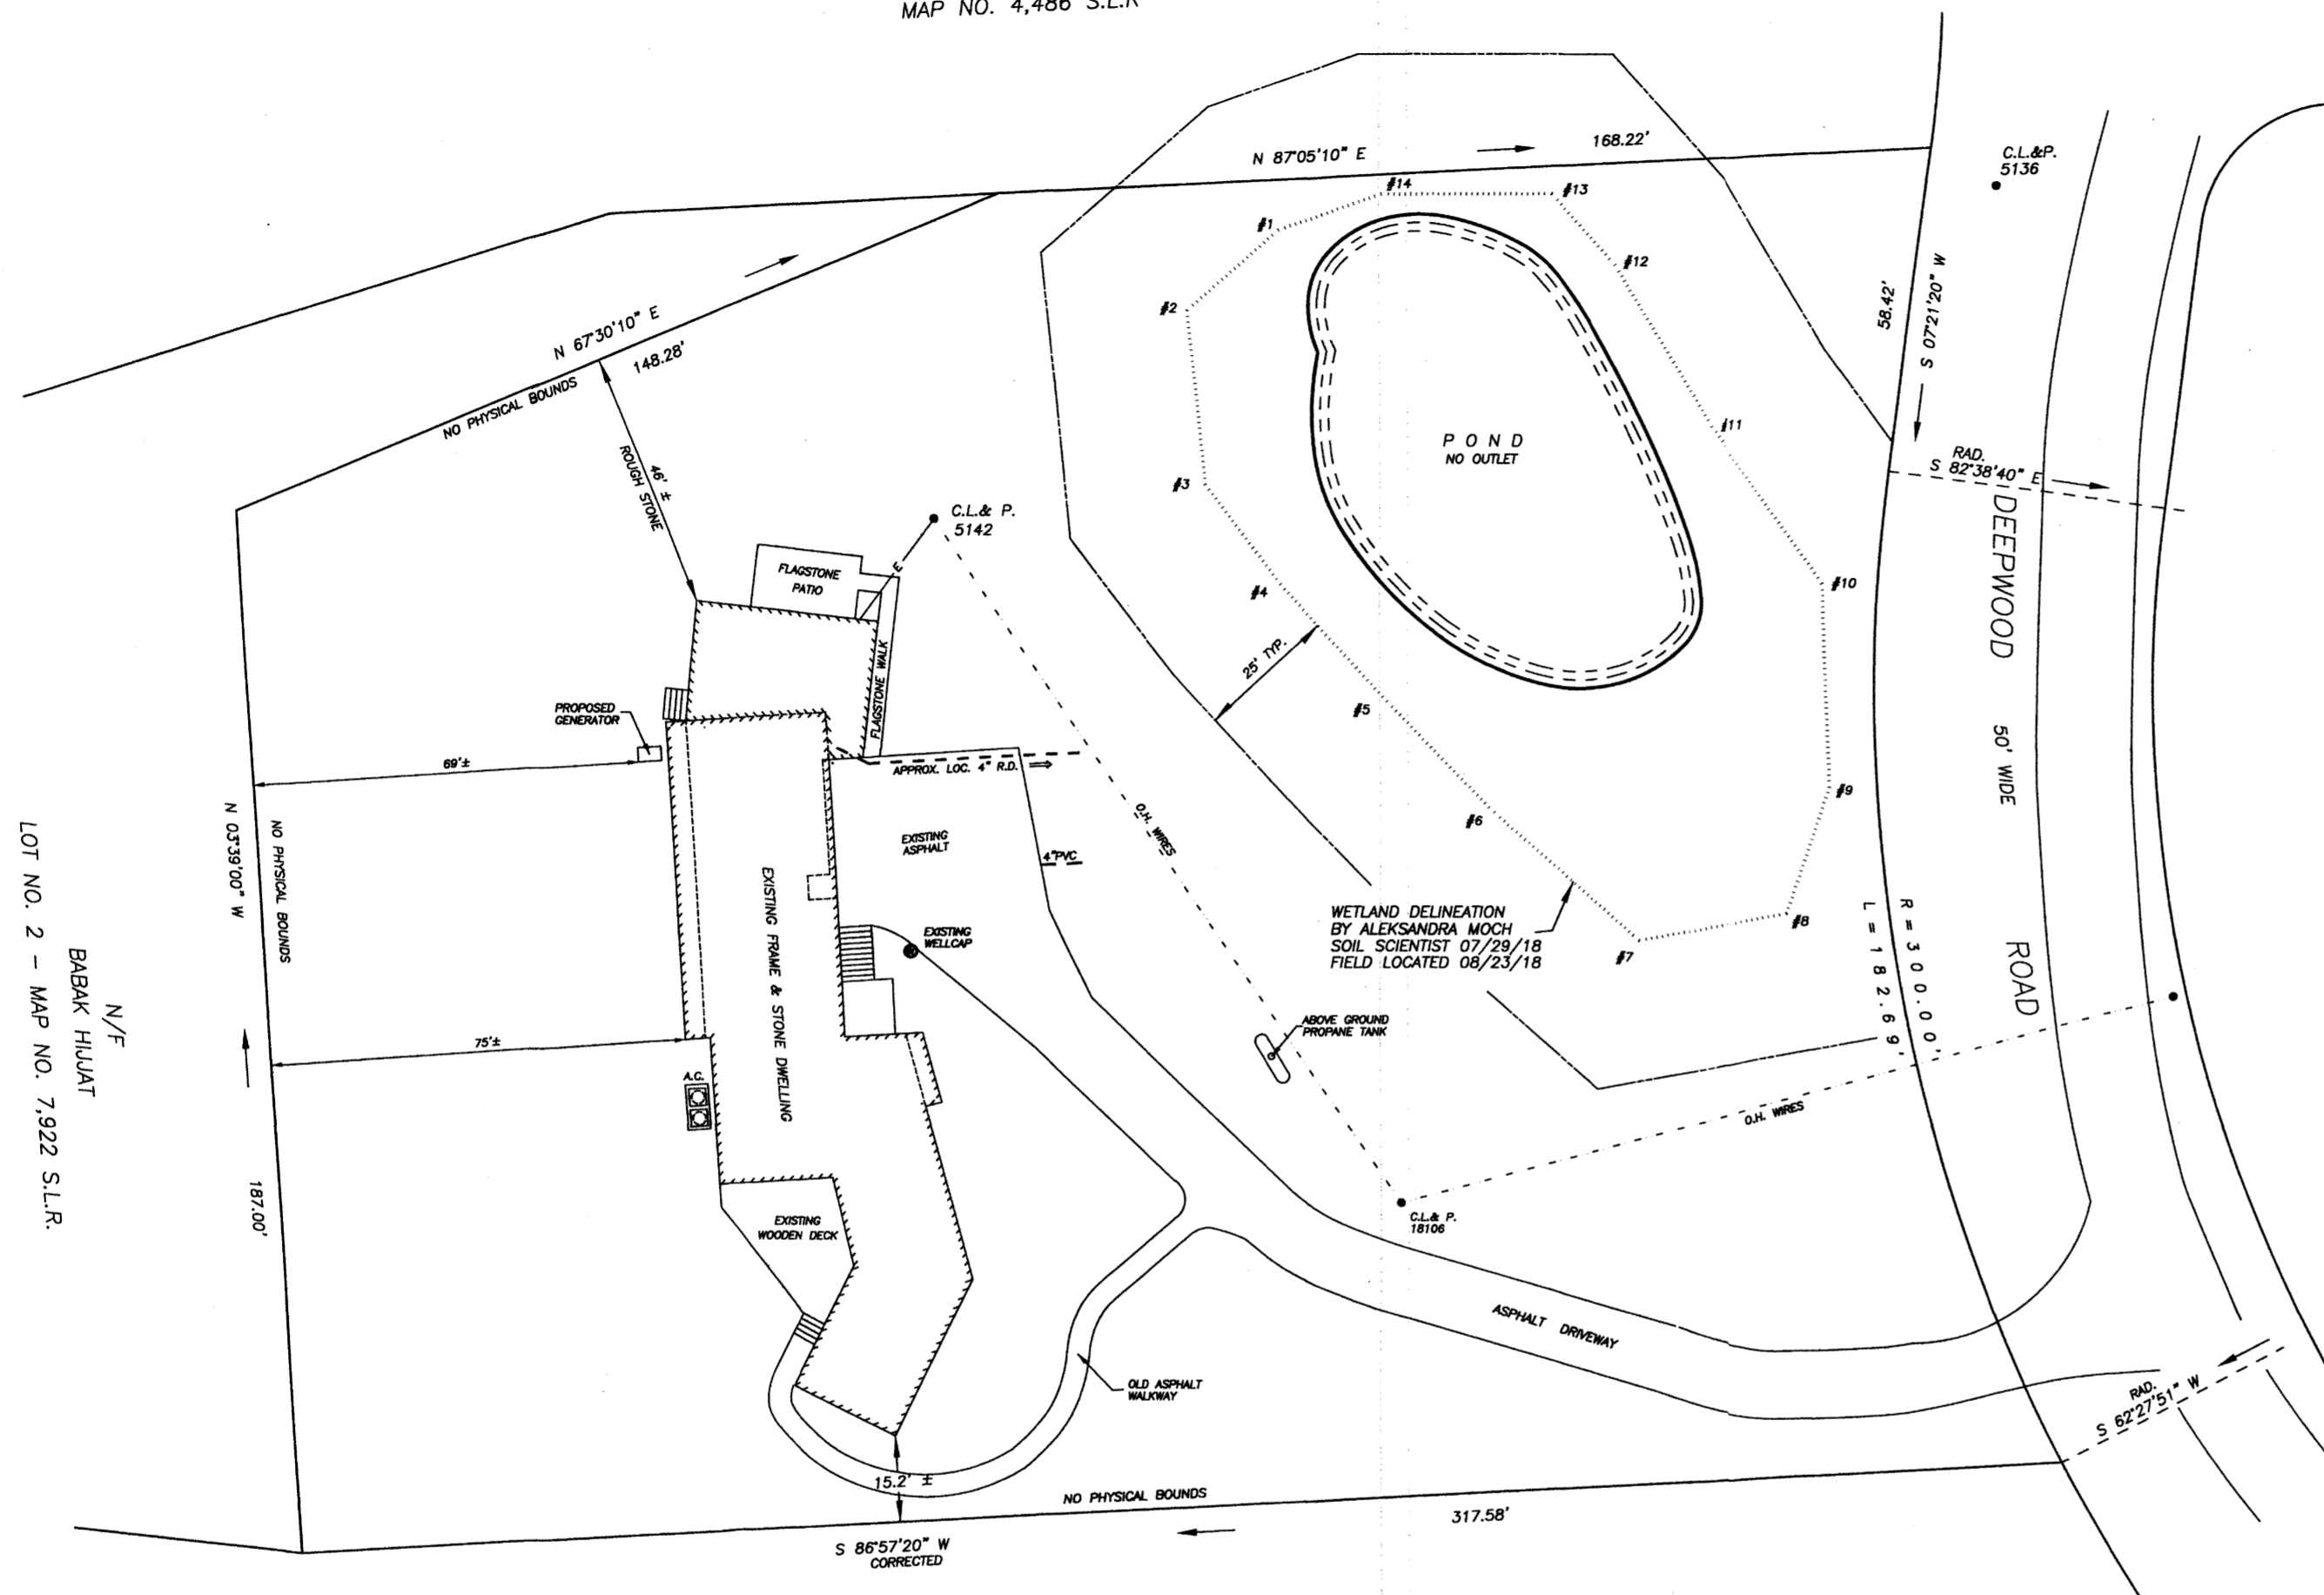 MAP NO. 4,486 S.L.R
N 87°05'10" E
168.22'
C.L.&P.
5136
#14
#13
#1
#12
#2
58.42'
S 07°21'20" W
N 67°30'10" E
148.28'
NO PHYSICAL BOUNDS
46' ±
ROUGH STONE
#11
P O N D
NO OUTLET
RAD.
S 82°38'40" E
#3
C.L.& P.
5142
E
FLAGSTONE
PATIO
#4
#10
DEEPWOOD 50' WIDE ROAD
25' TYP.
FLAGSTONE WALK
PROPOSED
GENERATOR
#5
69'±
APPROX. LOC. 4" R.D.
#9
#6
O.H. WIRES
EXISTING
ASPHALT
4"PVC
N 03°39'00" W
NO PHYSICAL BOUNDS
EXISTING FRAME & STONE DWELLING
WETLAND DELINEATION
BY ALEKSANDRA MOCH
SOIL SCIENTIST 07/29/18
FIELD LOCATED 08/23/18
#8
#7
R = 300.00'
L = 182.69'
EXISTING
WELLCAP
N/F
BABAK HIJJAT
LOT NO. 2 - MAP NO. 7,922 S.L.R.
75'±
A.C.
ABOVE GROUND
PROPANE TANK
O.H. WIRES
187.00'
EXISTING
WOODEN DECK
C.L.& P.
18106
ASPHALT DRIVEWAY
OLD ASPHALT
WALKWAY
RAD.
S 62°27'51" W
15.2' ±
NO PHYSICAL BOUNDS
317.58'
S 86°57'20" W
CORRECTED